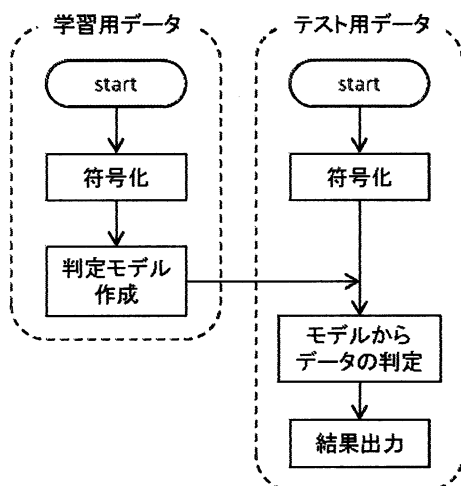 学習用データ
start
符号化
判定モデル
作成
テスト用データ
start
符号化
モデルから
データの判定
結果出力